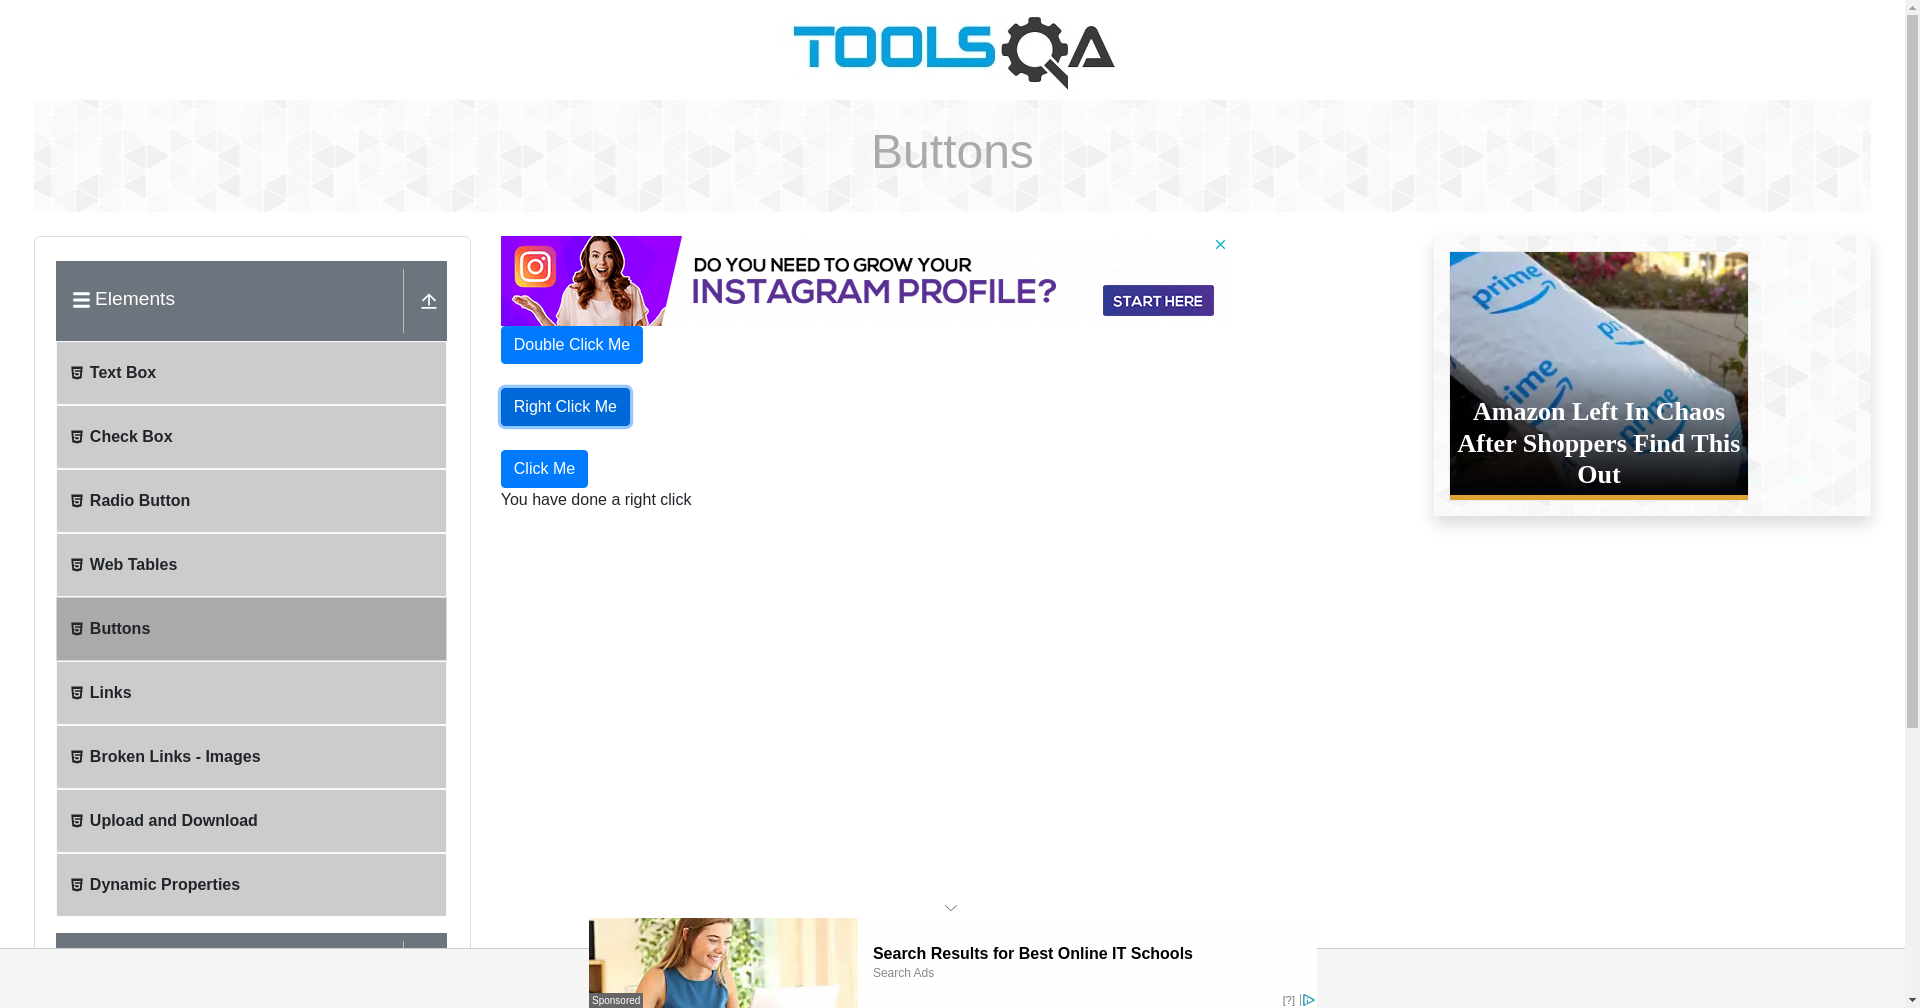 TOOLSQA
Buttons
Elements
Text Box
Check Box
Radio Button
Web Tables
Buttons
Links
Broken Links - Images
Upload and Download
Dynamic Properties
DO YOU NEED TO GROW YOUR
INSTAGRAM PROFILE?
START HERE
Double Click Me
Right Click Me
Click Me
You have done a right click
prime
prime
prime
Amazon Left In Chaos
After Shoppers Find This
Out
Search Results for Best Online IT Schools
Search Ads
Sponsored
[?]